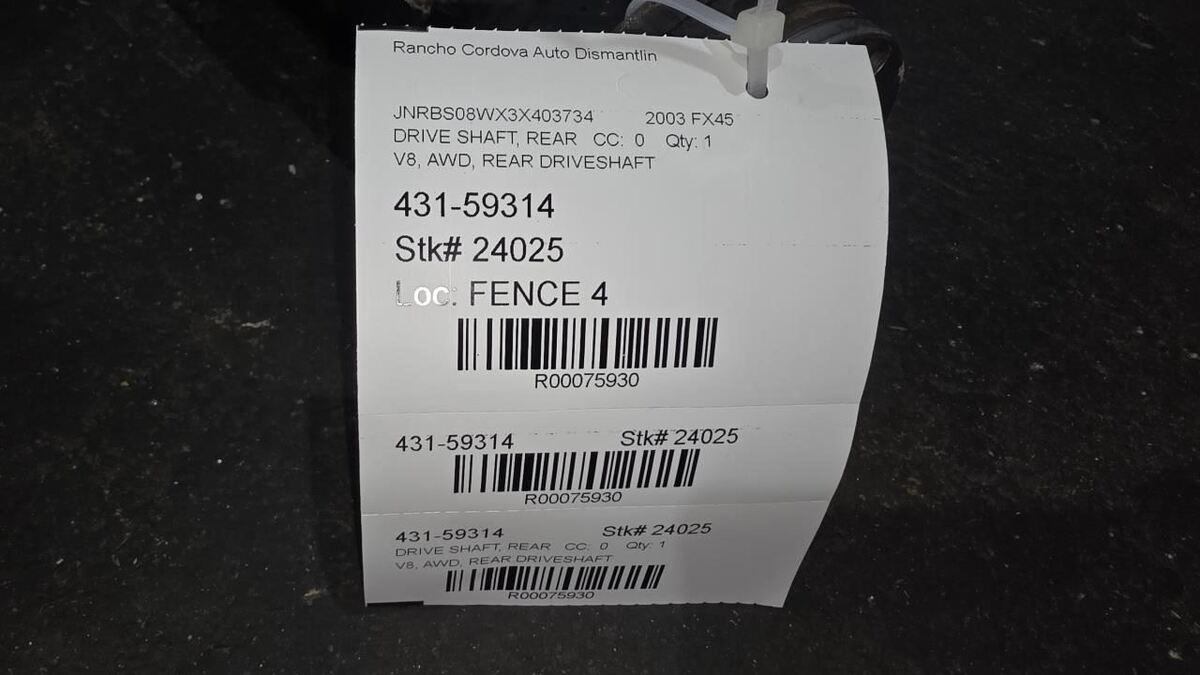 Rancho Cordova Auto Dismantlin
JNRBS08WX3X403734 2003 FX45
DRIVE SHAFT, REAR CC: 0 Qty: 1
V8, AWD, REAR DRIVESHAFT
431-59314
Stk# 24025
Loc: FENCE 4
R00075930
431-59314 Stk# 24025
R00075930
431-59314 Stk# 24025
DRIVE SHAFT, REAR CC: 0 Qty: 1
V8, AWD, REAR DRIVESHAFT
R00075930